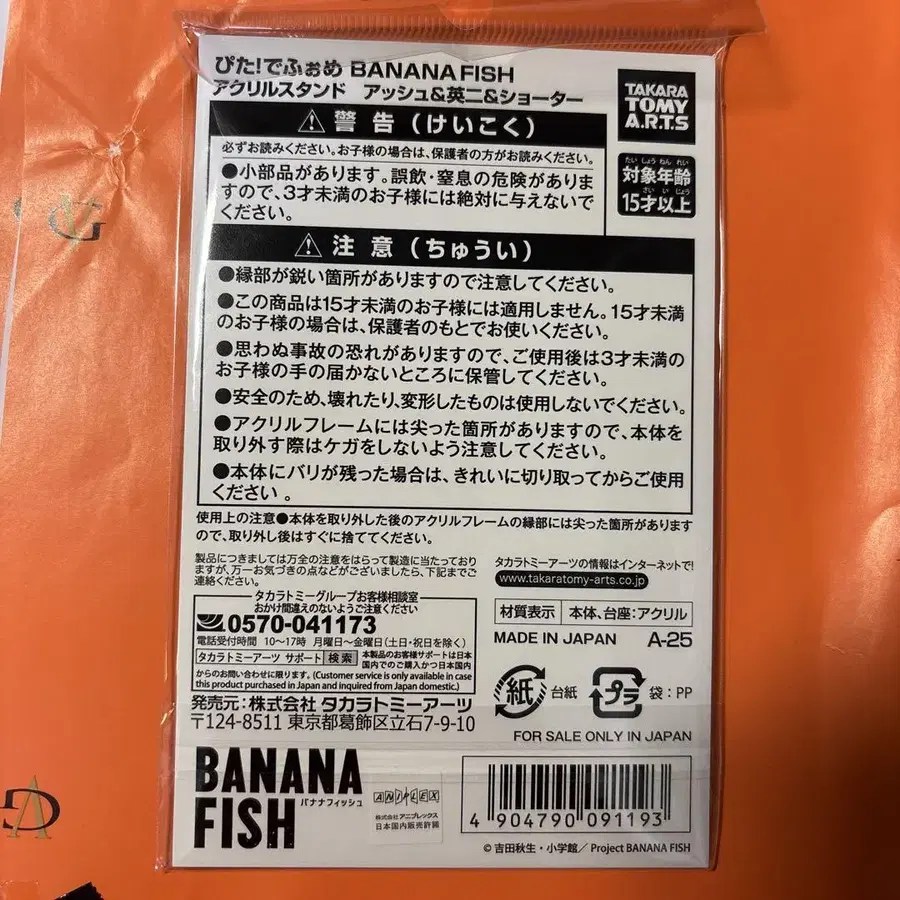 ぴた!でふぉめ BANANA FISH
アクリルスタンド アッシュ&英二&ショーター
TAKARA
TOMY
A.R.T.S
⚠ 警告(けいこく)
必ずお読みください。お子様の場合は、保護者の方がお読みください。
●小部品があります。誤飲・窒息の危険がありま
すので、3才未満のお子様には絶対に与えないで
ください。
たい しょう ねん れい
対象年齢
さい い じょう
15才以上
⚠ 注意(ちゅうい)
●縁部が鋭い箇所がありますので注意してください。
●この商品は15才未満のお子様には適用しません。15才未満
のお子様の場合は、保護者のもとでお使いください。
●思わぬ事故の恐れがありますので、ご使用後は3才未満の
お子様の手の届かないところに保管してください。
●安全のため、壊れたり、変形したものは使用しないでください。
●アクリルフレームには尖った箇所がありますので、本体を
取り外す際はケガをしないよう注意してください。
●本体にバリが残った場合は、きれいに切り取ってからご使用
ください。
使用上の注意●本体を取り外した後のアクリルフレームの縁部には尖った箇所があります
ので、取り外し後はすぐに捨ててください。
製品につきましては万全の注意をはらって製造に当たっており
ますが、万一お気づきの点などがございましたら、下記までご
連絡ください。
タカラトミーグループお客様相談室
おかけ間違えのないようご注意ください
0570-041173
電話受付時間 10〜17時 月曜日〜金曜日(土日・祝日を除く)
タカラトミーアーツ サポート 検索 本製品のお客様サポートは日本
国内でのご購入かつ日本国内
からのお問い合わせに限ります。(Customer service is only available in case
this product purchased in Japan and inquired from Japan domestic.)
発売元:株式会社 タカラトミーアーツ
〒124-8511 東京都葛飾区立石7-9-10
タカラトミーアーツの情報はインターネットで!
www.takaratomy-arts.co.jp
材質表示 本体、台座:アクリル
MADE IN JAPAN A-25
紙 台紙 プラ 袋:PP
FOR SALE ONLY IN JAPAN
BANANA
FISH
バナナフィッシュ
ANIPLEX
株式会社アニプレックス
日本国内販売許諾
4 904790 091193
© 吉田秋生・小学館/ Project BANANA FISH
G